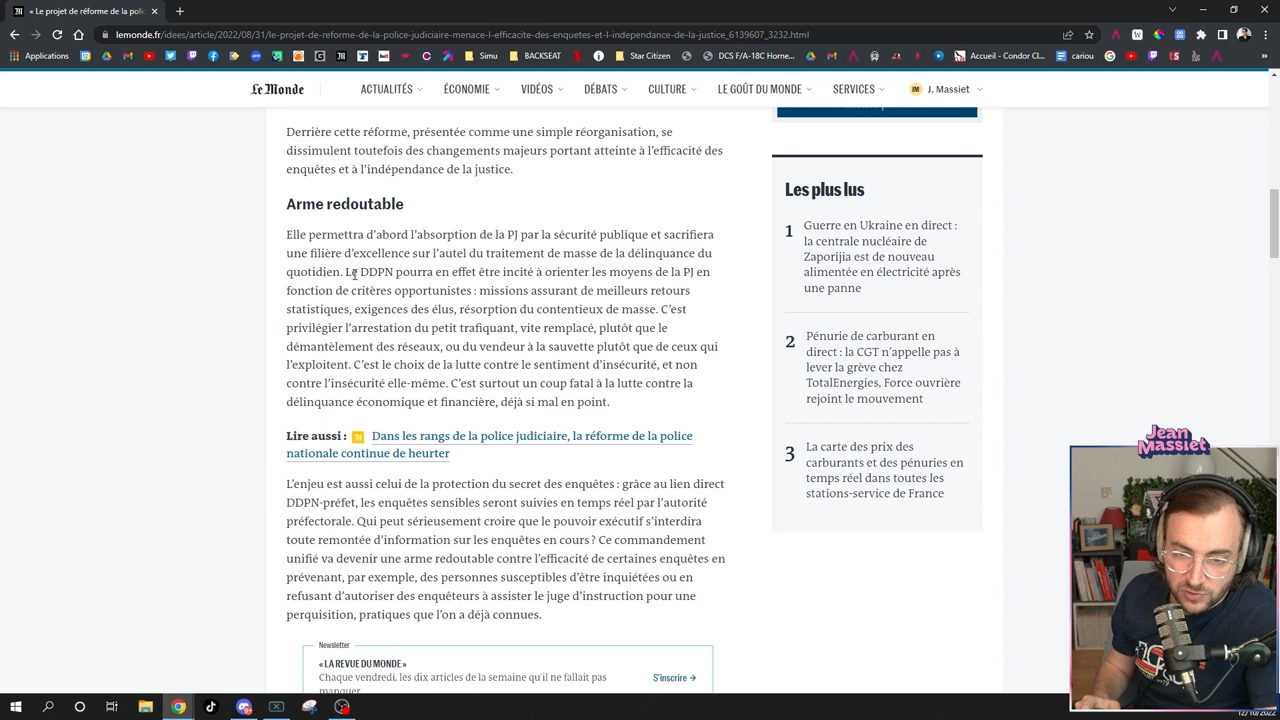 « Le projet de réforme de la poli
lemonde.fr/idees/article/2022/08/31/le-projet-de-reforme-de-la-police-judiciaire-menace-l-efficacite-des-enquetes-et-l-independance-de-la-justice_6139607_3232.html
Applications
Simu
BACKSEAT
Star Citizen
DCS F/A-18C Horne...
Accueil - Condor Cl...
cariou
Le Monde
ACTUALITÉS
ÉCONOMIE
VIDÉOS
DÉBATS
CULTURE
LE GOÛT DU MONDE
SERVICES
JM
J. Massiet
Derrière cette réforme, présentée comme une simple réorganisation, se
dissimulent toutefois des changements majeurs portant atteinte à l'efficacité des
enquêtes et à l'indépendance de la justice.
Arme redoutable
Elle permettra d'abord l'absorption de la PJ par la sécurité publique et sacrifiera
une filière d'excellence sur l'autel du traitement de masse de la délinquance du
quotidien. Le DDPN pourra en effet être incité à orienter les moyens de la PJ en
fonction de critères opportunistes : missions assurant de meilleurs retours
statistiques, exigences des élus, résorption du contentieux de masse. C'est
privilégier l'arrestation du petit trafiquant, vite remplacé, plutôt que le
démantèlement des réseaux, ou du vendeur à la sauvette plutôt que de ceux qui
l'exploitent. C'est le choix de la lutte contre le sentiment d'insécurité, et non
contre l'insécurité elle-même. C'est surtout un coup fatal à la lutte contre la
délinquance économique et financière, déjà si mal en point.
Lire aussi : Dans les rangs de la police judiciaire, la réforme de la police
nationale continue de heurter
L'enjeu est aussi celui de la protection du secret des enquêtes : grâce au lien direct
DDPN-préfet, les enquêtes sensibles seront suivies en temps réel par l'autorité
préfectorale. Qui peut sérieusement croire que le pouvoir exécutif s'interdira
toute remontée d'information sur les enquêtes en cours ? Ce commandement
unifié va devenir une arme redoutable contre l'efficacité de certaines enquêtes en
prévenant, par exemple, des personnes susceptibles d'être inquiétées ou en
refusant d'autoriser des enquêteurs à assister le juge d'instruction pour une
perquisition, pratiques que l'on a déjà connues.
Newsletter
« LA REVUE DU MONDE »
Chaque vendredi, les dix articles de la semaine qu'il ne fallait pas
manquer.
S'inscrire
Les plus lus
1
Guerre en Ukraine en direct :
la centrale nucléaire de
Zaporijia est de nouveau
alimentée en électricité après
une panne
2
Pénurie de carburant en
direct : la CGT n'appelle pas à
lever la grève chez
TotalEnergies, Force ouvrière
rejoint le mouvement
3
La carte des prix des
carburants et des pénuries en
temps réel dans toutes les
stations-service de France
Jean
Massiet
12/10/2022